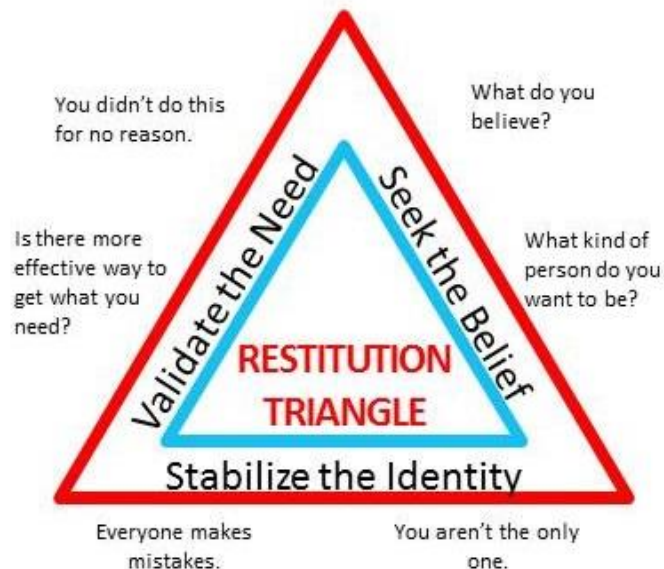 You didn't do this
for no reason.
What do you
believe?
Validate the Need
Seek the Belief
Is there more
effective way to
get what you
need?
What kind of
person do you
want to be?
RESTITUTION
TRIANGLE
Stabilize the Identity
Everyone makes
mistakes.
You aren't the only
one.